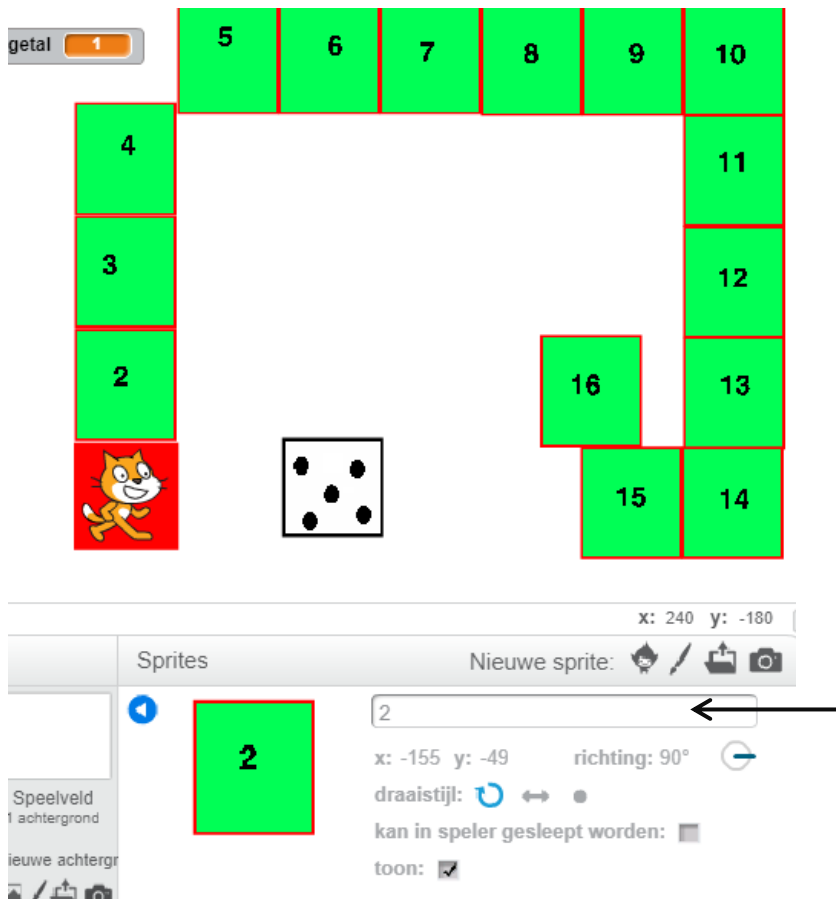 getal 1
5 6 7 8 9 10
4
11
3
12
2
16
13
15
14
x: 240 y: -180
Sprites
Nieuwe sprite:
2
2
x: -155 y: -49 richting: 90°
draaistijl:
Speelveld
1 achtergrond
kan in speler gesleept worden:
ieuwe achtergr
toon: